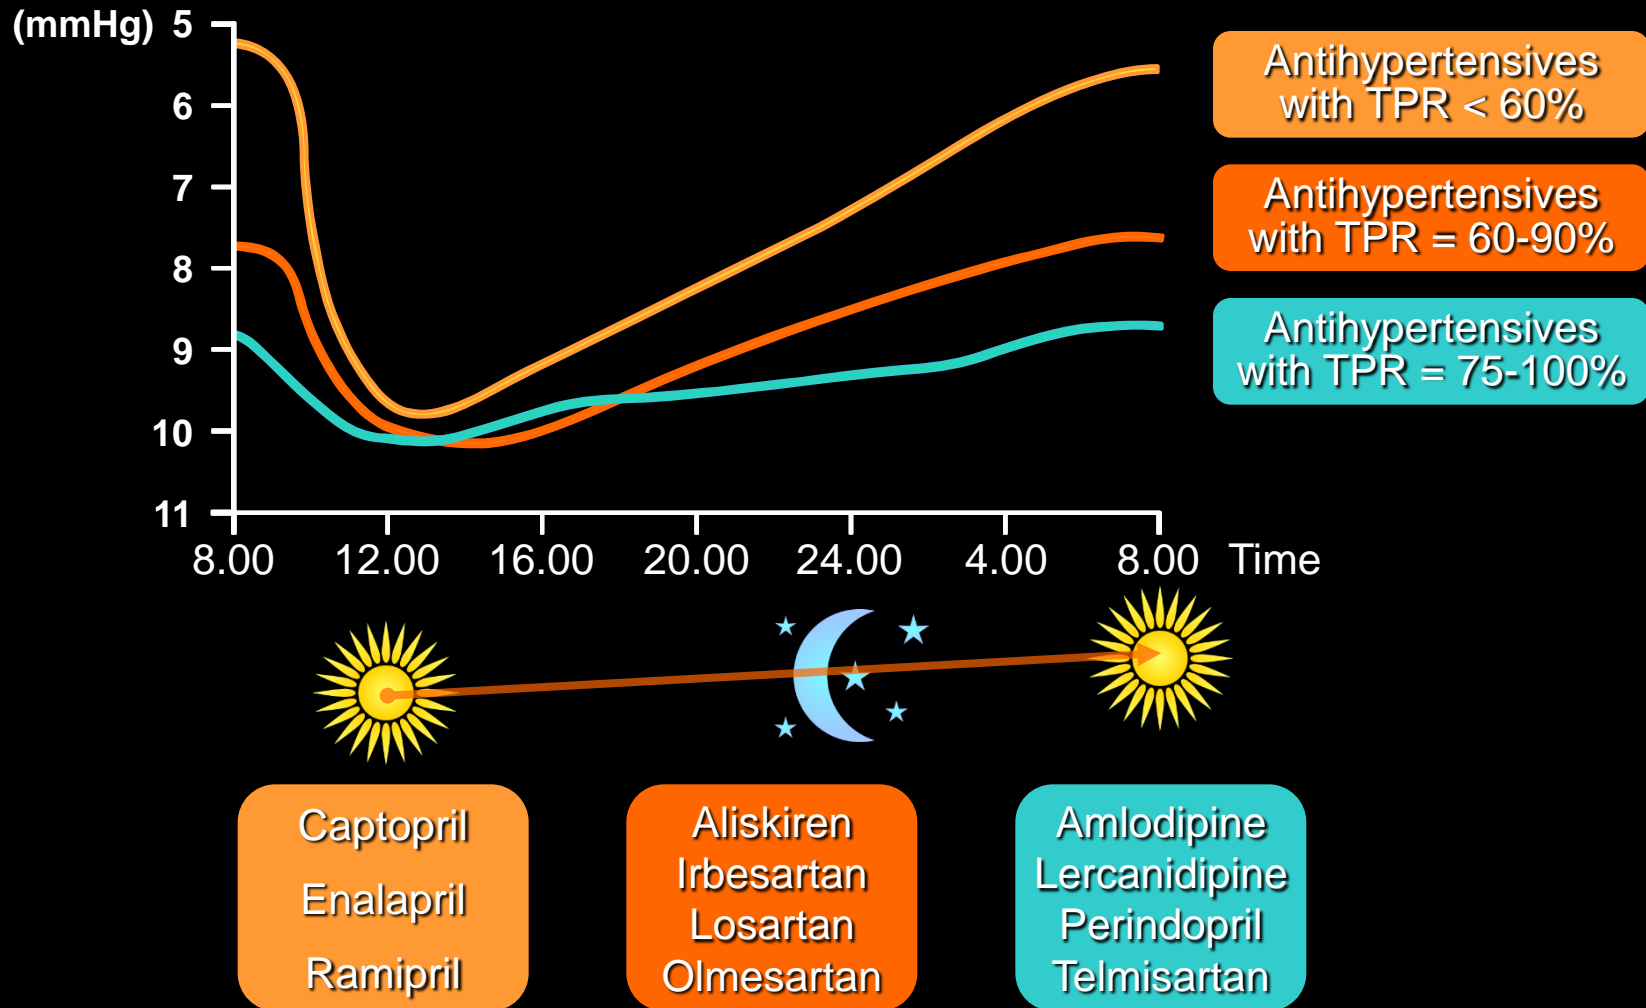 (mmHg)
5
6
7
8
9
10
11
8.00 12.00 16.00 20.00 24.00 4.00 8.00 Time
Antihypertensives
with TPR < 60%
Antihypertensives
with TPR = 60-90%
Antihypertensives
with TPR = 75-100%
Captopril
Enalapril
Ramipril
Aliskiren
Irbesartan
Losartan
Olmesartan
Amlodipine
Lercanidipine
Perindopril
Telmisartan